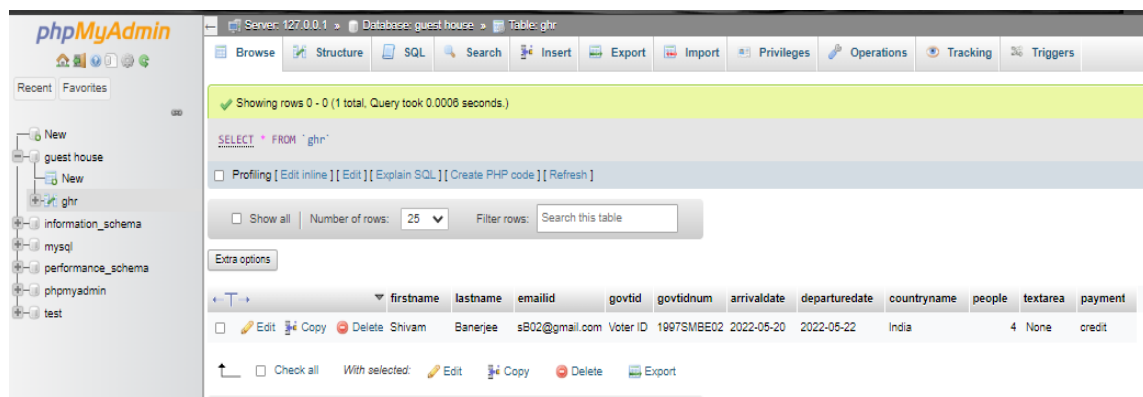 phpMyAdmin
Recent Favorites
New
guest house
New
ghr
information_schema
mysql
performance_schema
phpmyadmin
test
Server: 127.0.0.1 » Database: guest house » Table: ghr
Browse Structure SQL Search Insert Export Import Privileges Operations Tracking Triggers
Showing rows 0 - 0 (1 total, Query took 0.0006 seconds.)
SELECT * FROM `ghr`
Profiling [ Edit inline ] [ Edit ] [ Explain SQL ] [ Create PHP code ] [ Refresh ]
Show all Number of rows: 25 Filter rows: Search this table
Extra options
←T→ ▼ firstname lastname emailid govtid govtidnum arrivaldate departuredate countryname people textarea payment
Edit Copy Delete Shivam Banerjee sB02@gmail.com Voter ID 1997SMBE02 2022-05-20 2022-05-22 India 4 None credit
Check all With selected: Edit Copy Delete Export